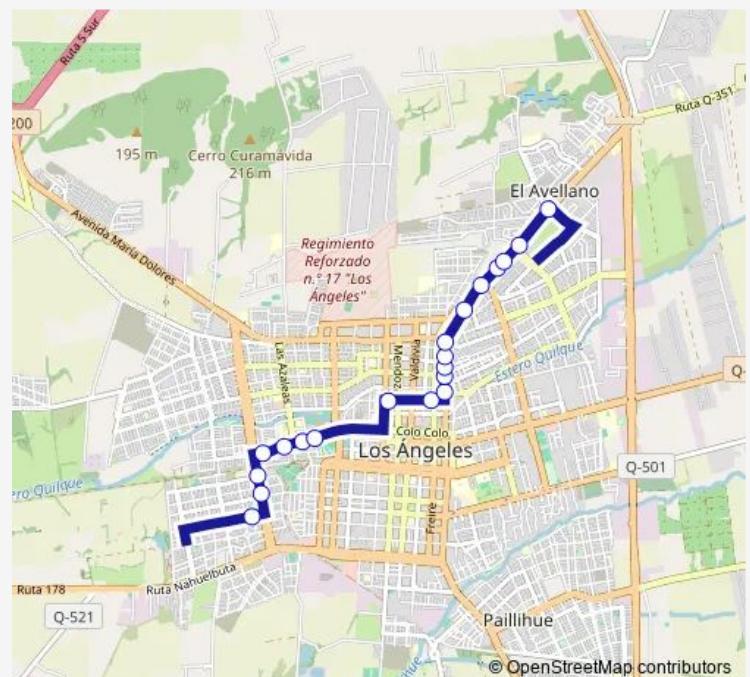 Ruta 5 Sur
200
195 m
Cerro Curamávida
216 m
Ruta Q-351
El Avellano
Avenida María Dolores
Regimiento
Reforzado
n.º 17 "Los
Ángeles"
Las Azaleas
Mendoza
Valdivia
Estero Quilque
Q-
Colo Colo
Los Ángeles
Q-501
ero Quilque
Freire
Ruta 178
Ruta Nahuelbuta
Q-521
Paillihue
hue
© OpenStreetMap contributors